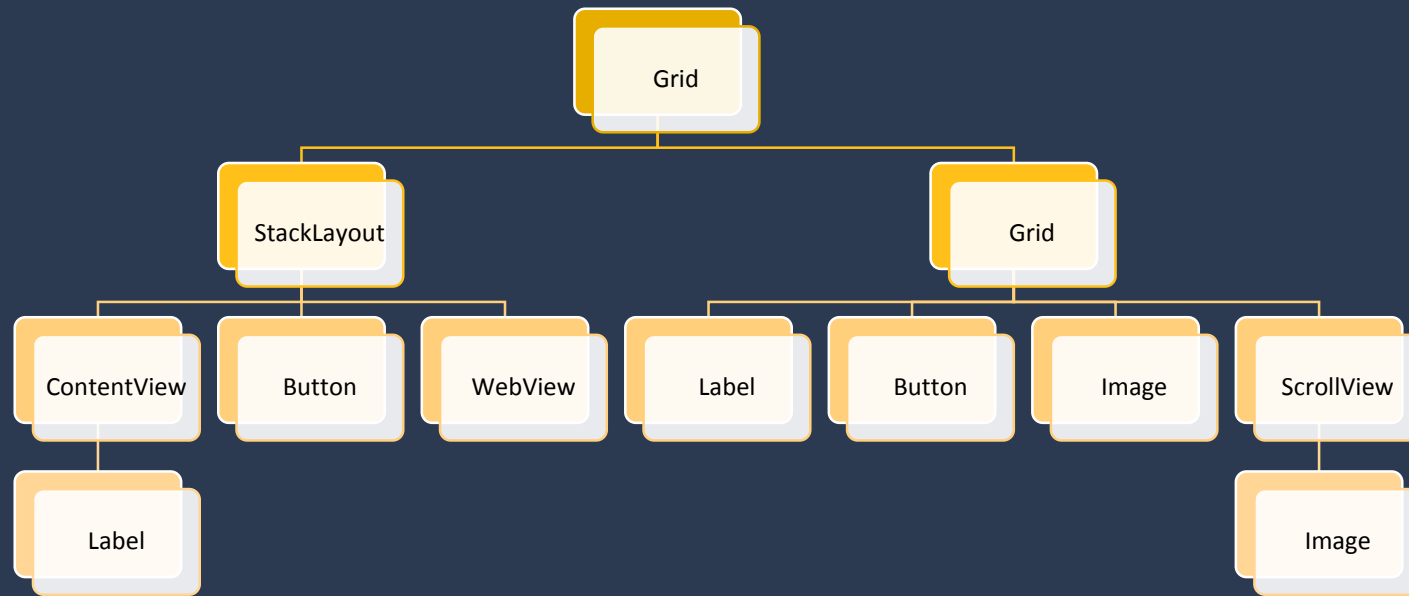 Grid
StackLayout
Grid
ContentView
Button
WebView
Label
Button
Image
ScrollView
Label
Image